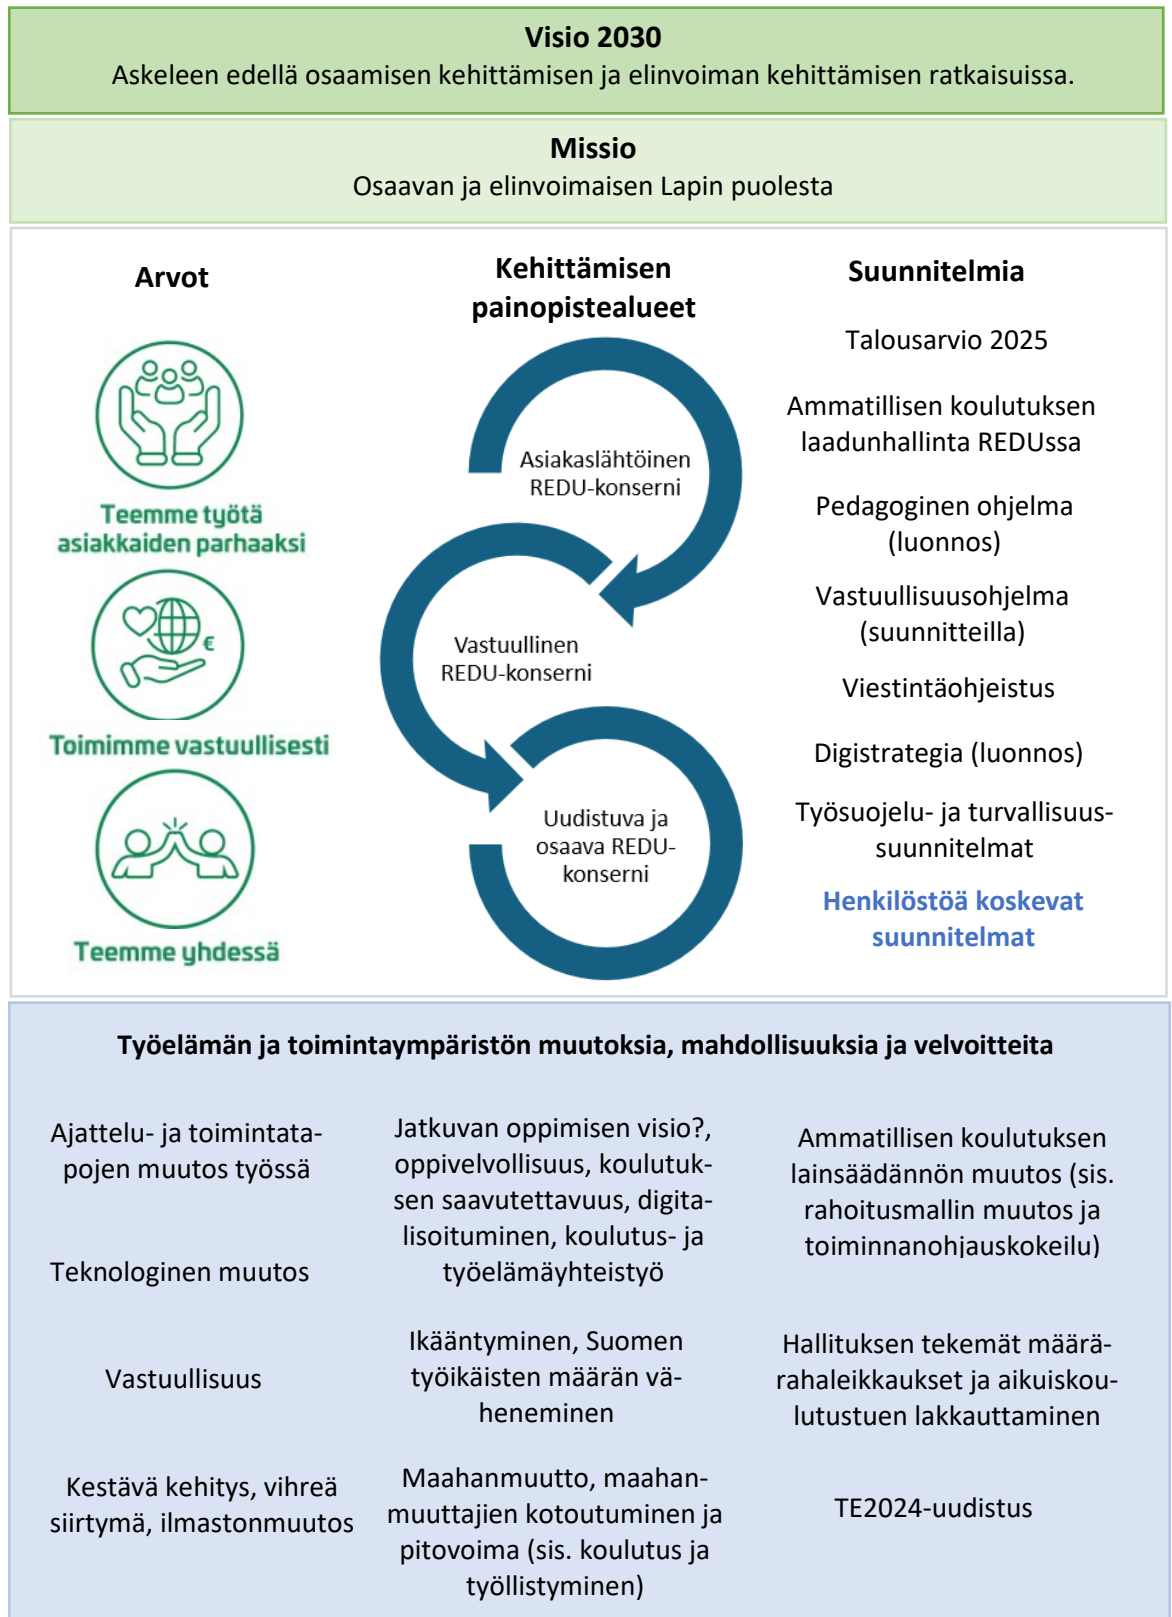 Visio 2030
Askeleen edellä osaamisen kehittämisen ja elinvoiman kehittämisen ratkaisuissa.
Missio
Osaavan ja elinvoimaisen Lapin puolesta
Arvot
Teemme työtä
asiakkaiden parhaaksi
€
Toimimme vastuullisesti
Teemme yhdessä
Kehittämisen
painopistealueet
Asiakaslähtöinen
REDU-konserni
Vastuullinen
REDU-konserni
Uudistuva ja
osaava REDU-
konserni
Suunnitelmia
Talousarvio 2025
Ammatillisen koulutuksen
laadunhallinta REDUssa
Pedagoginen ohjelma
(luonnos)
Vastuullisuusohjelma
(suunnitteilla)
Viestintäohjeistus
Digistrategia (luonnos)
Työsuojelu- ja turvallisuus-
suunnitelmat
Henkilöstöä koskevat
suunnitelmat
Työelämän ja toimintaympäristön muutoksia, mahdollisuuksia ja velvoitteita
Ajattelu- ja toimintata-
pojen muutos työssä
Teknologinen muutos
Vastuullisuus
Kestävä kehitys, vihreä
siirtymä, ilmastonmuutos
Jatkuvan oppimisen visio?,
oppivelvollisuus, koulutuk-
sen saavutettavuus, digita-
lisoituminen, koulutus- ja
työelämäyhteistyö
Ikääntyminen, Suomen
työikäisten määrän vä-
heneminen
Maahanmuutto, maahan-
muuttajien kotoutuminen ja
pitovoima (sis. koulutus ja
työllistyminen)
Ammatillisen koulutuksen
lainsäädännön muutos (sis.
rahoitusmallin muutos ja
toiminnanohjauskokeilu)
Hallituksen tekemät määrä-
rahaleikkaukset ja aikuiskou-
lutustuen lakkauttaminen
TE2024-uudistus